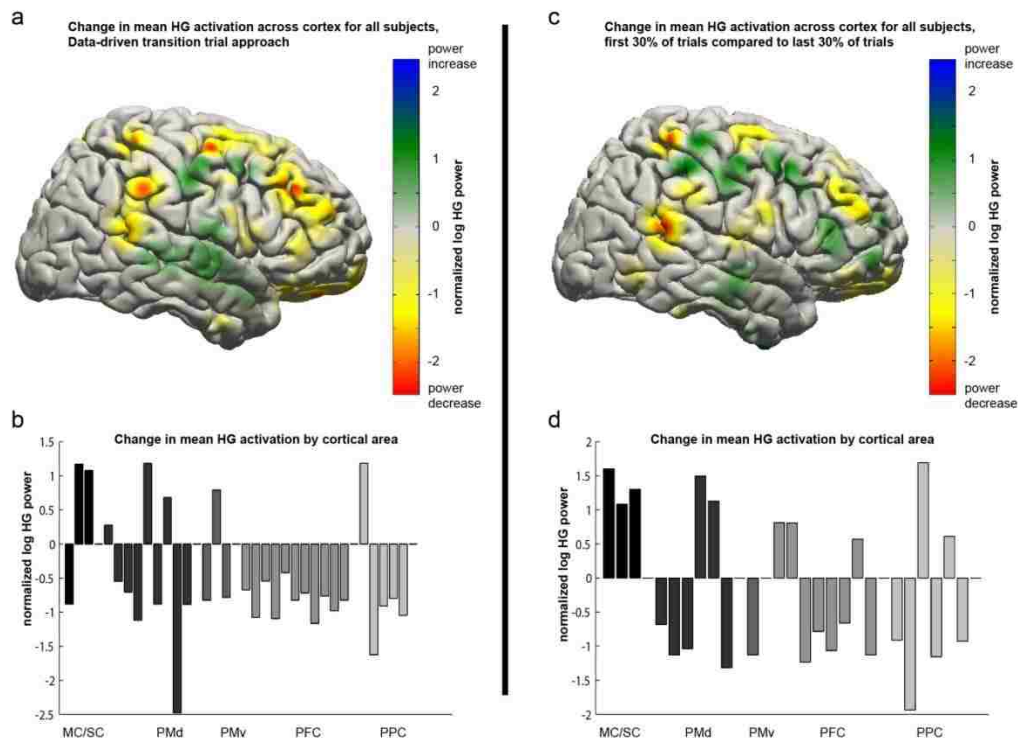 a
Change in mean HG activation across cortex for all subjects,
Data-driven transition trial approach
power
increase
2
1
0
-1
-2
normalized log HG power
power
decrease
b
Change in mean HG activation by cortical area
normalized log HG power
1.5
1
0.5
0
-0.5
-1
-1.5
-2
-2.5
MC/SC PMd PMv PFC PPC
c
Change in mean HG activation across cortex for all subjects,
first 30% of trials compared to last 30% of trials
power
increase
2
1
0
-1
-2
normalized log HG power
power
decrease
d
Change in mean HG activation by cortical area
normalized log HG power
2
1.5
1
0.5
0
-0.5
-1
-1.5
-2
MC/SC PMd PMv PFC PPC